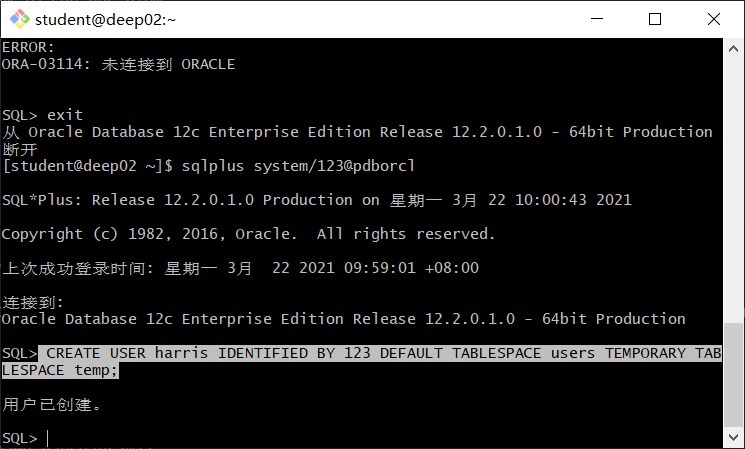 student@deep02:~
ERROR:
ORA-03114: 未连接到 ORACLE
SQL> exit
从 Oracle Database 12c Enterprise Edition Release 12.2.0.1.0 - 64bit Production
断开
[student@deep02 ~]$ sqlplus system/123@pdborcl
SQL*Plus: Release 12.2.0.1.0 Production on 星期一 3月 22 10:00:43 2021
Copyright (c) 1982, 2016, Oracle.  All rights reserved.
上次成功登录时间: 星期一 3月  22 2021 09:59:01 +08:00
连接到:
Oracle Database 12c Enterprise Edition Release 12.2.0.1.0 - 64bit Production
SQL> CREATE USER harris IDENTIFIED BY 123 DEFAULT TABLESPACE users TEMPORARY TAB
LESPACE temp;
用户已创建。
SQL>